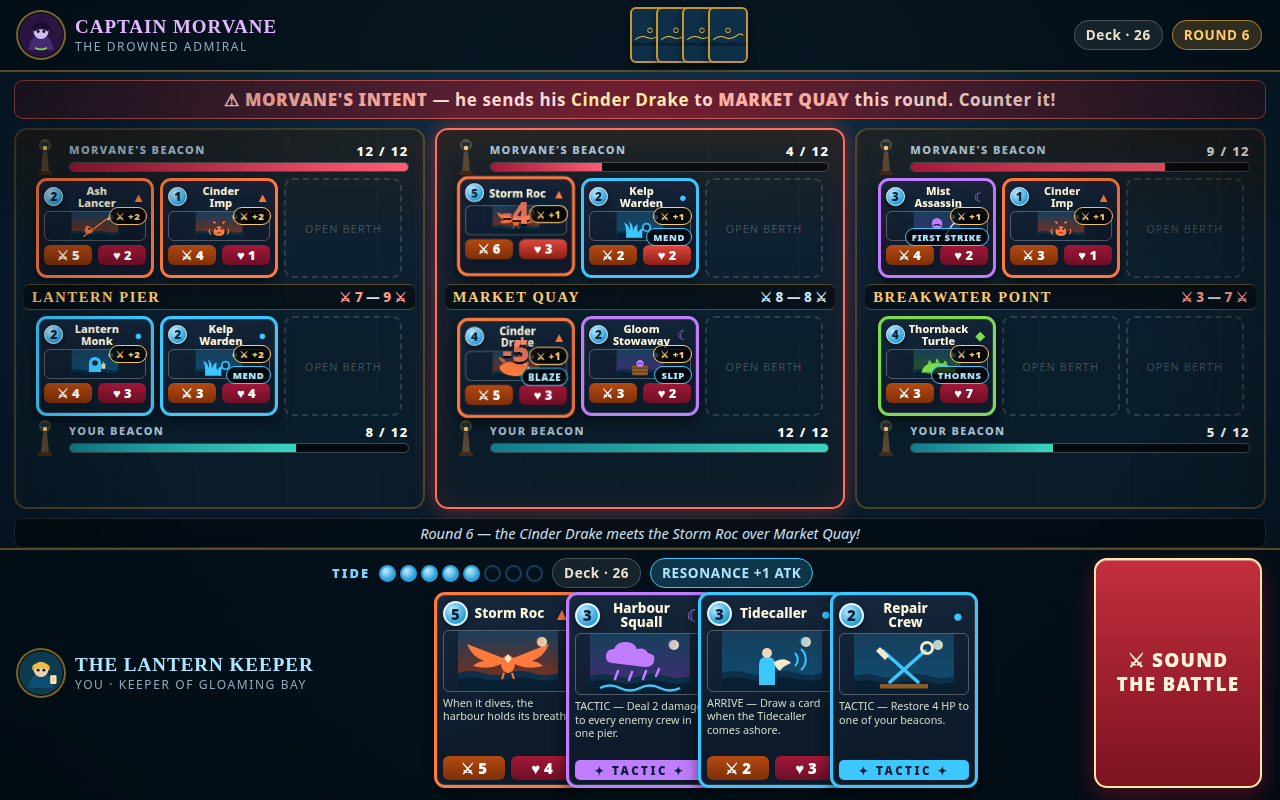 CAPTAIN MORVANE
THE DROWNED ADMIRAL
Deck · 26
ROUND 6
⚠ MORVANE'S INTENT — he sends his Cinder Drake to MARKET QUAY this round. Counter it!
MORVANE'S BEACON
12 / 12
2
Ash Lancer
⚔ +2
⚔ 5
♥ 2
1
Cinder Imp
⚔ +2
⚔ 4
♥ 1
OPEN BERTH
LANTERN PIER
⚔ 7 — 9 ⚔
2
Lantern Monk
⚔ +2
⚔ 4
♥ 3
2
Kelp Warden
⚔ +2
MEND
⚔ 3
♥ 4
OPEN BERTH
YOUR BEACON
8 / 12
MORVANE'S BEACON
4 / 12
5
Storm Roc
-4
⚔ +1
⚔ 6
♥ 3
2
Kelp Warden
⚔ +1
MEND
⚔ 2
♥ 2
OPEN BERTH
MARKET QUAY
⚔ 8 — 8 ⚔
4
Cinder Drake
-5
⚔ +1
BLAZE
⚔ 5
♥ 3
2
Gloom Stowaway
⚔ +1
SLIP
⚔ 3
♥ 2
OPEN BERTH
YOUR BEACON
12 / 12
MORVANE'S BEACON
9 / 12
3
Mist Assassin
⚔ +1
FIRST STRIKE
⚔ 4
♥ 2
1
Cinder Imp
⚔ +1
⚔ 3
♥ 1
OPEN BERTH
BREAKWATER POINT
⚔ 3 — 7 ⚔
4
Thornback Turtle
⚔ +1
THORNS
⚔ 3
♥ 7
OPEN BERTH
OPEN BERTH
YOUR BEACON
5 / 12
Round 6 — the Cinder Drake meets the Storm Roc over Market Quay!
TIDE
Deck · 26
RESONANCE +1 ATK
THE LANTERN KEEPER
YOU · KEEPER OF GLOAMING BAY
5
Storm Roc
When it dives, the
harbour holds its breath
⚔ 5
♥ 4
3
Harbour
Squall
TACTIC — Deal 2 damage
to every enemy crew in
one pier.
✦ TACTIC ✦
3
Tidecaller
ARRIVE — Draw a card
when the Tidecaller
comes ashore.
⚔ 2
♥ 3
2
Repair
Crew
TACTIC — Restore 4 HP to
one of your beacons.
✦ TACTIC ✦
⚔ SOUND
THE BATTLE